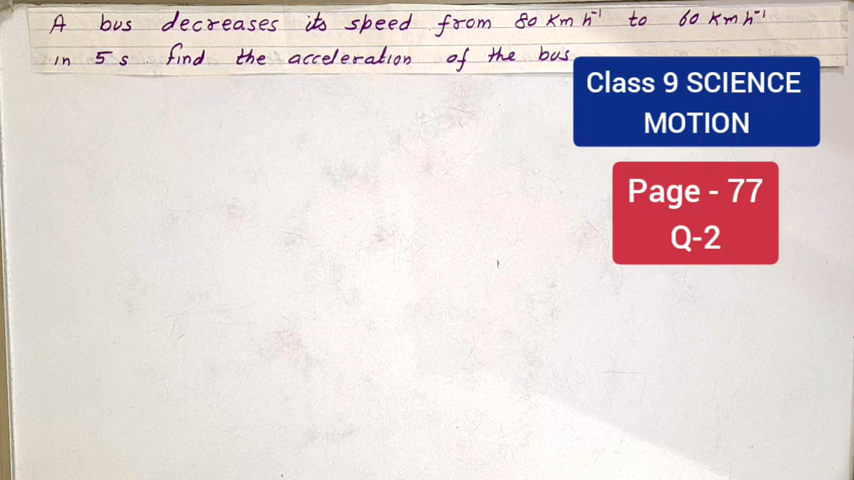 A bus decreases its speed from 80 Km h⁻¹ to 60 Km h⁻¹
in 5 s. find the acceleration of the bus
Class 9 SCIENCE
MOTION
Page - 77
Q-2